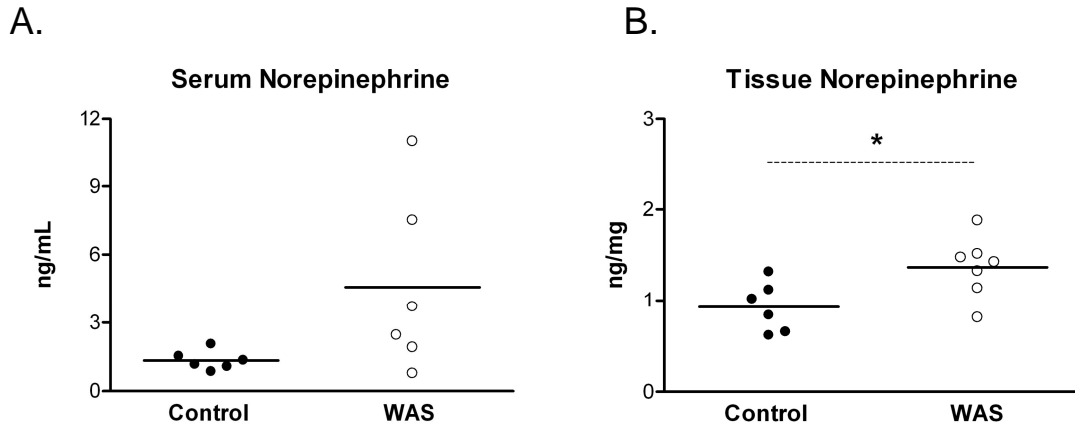 A.
Serum Norepinephrine
12
9
6
3
0
ng/mL
Control WAS
B.
Tissue Norepinephrine
3
2
1
0
ng/mg
*
Control WAS